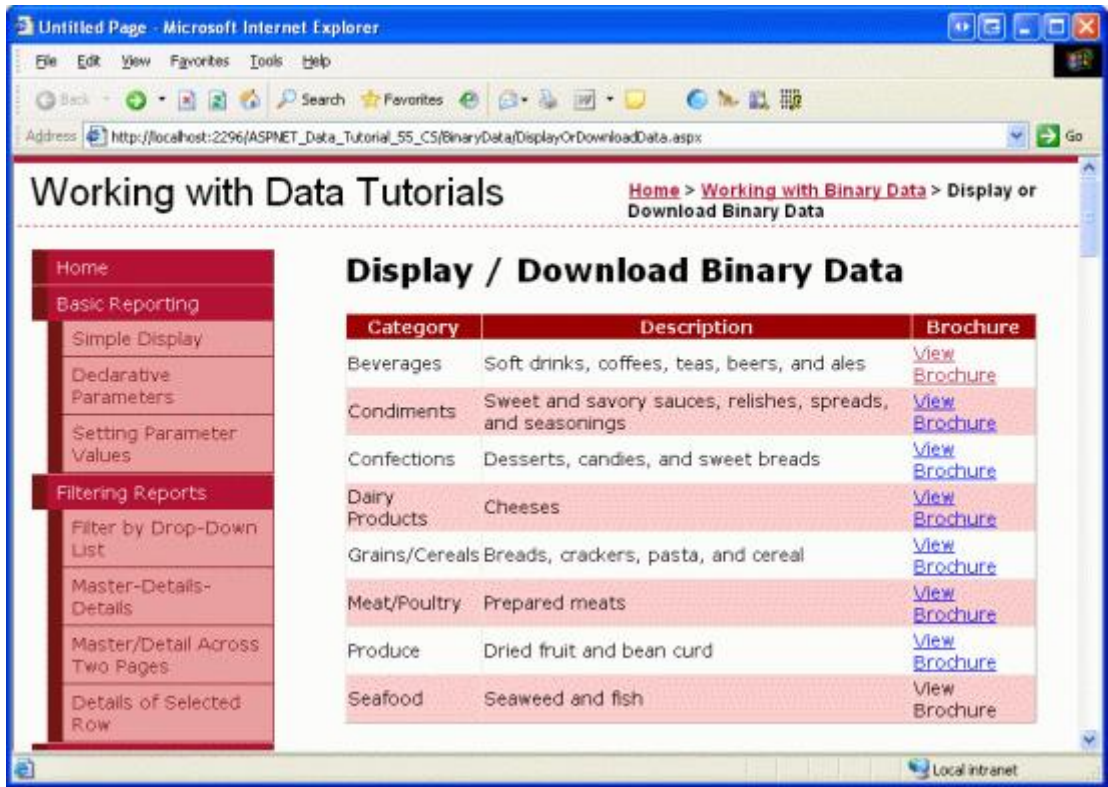 Untitled Page - Microsoft Internet Explorer
File Edit View Favorites Tools Help
Back Search Favorites
Address http://localhost:2296/ASPNET_Data_Tutorial_55_CS/BinaryData/DisplayOrDownloadData.aspx Go
Working with Data Tutorials
Home > Working with Binary Data > Display or
Download Binary Data
Home
Basic Reporting
Simple Display
Declarative
Parameters
Setting Parameter
Values
Filtering Reports
Filter by Drop-Down
List
Master-Details-
Details
Master/Detail Across
Two Pages
Details of Selected
Row
Display / Download Binary Data
Category Description Brochure
Beverages Soft drinks, coffees, teas, beers, and ales View
Brochure
Condiments Sweet and savory sauces, relishes, spreads,
and seasonings View
Brochure
Confections Desserts, candies, and sweet breads View
Brochure
Dairy
Products Cheeses View
Brochure
Grains/Cereals Breads, crackers, pasta, and cereal View
Brochure
Meat/Poultry Prepared meats View
Brochure
Produce Dried fruit and bean curd View
Brochure
Seafood Seaweed and fish View
Brochure
Local intranet